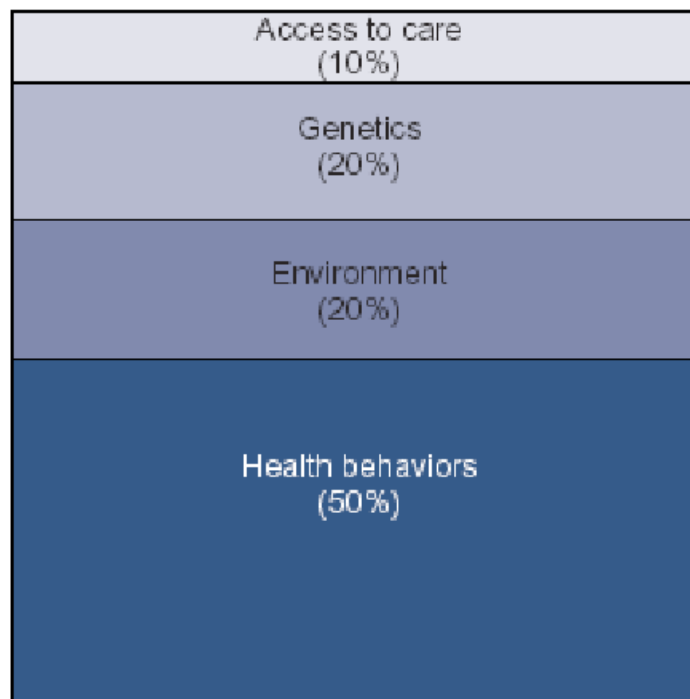 Access to care
(10%)
Genetics
(20%)
Environment
(20%)
Health behaviors
(50%)